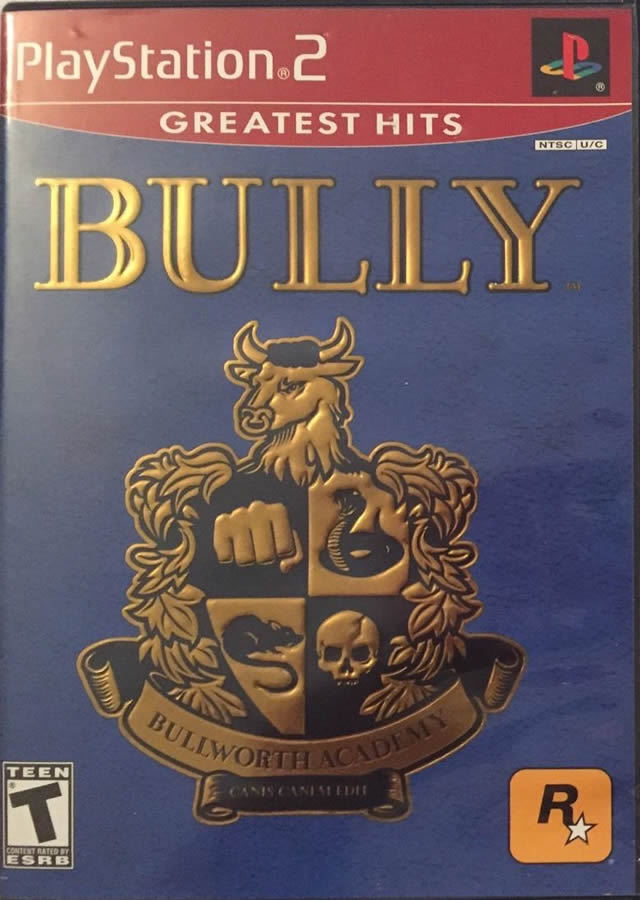 PlayStation®2
®
GREATEST HITS
NTSC U/C
BULLY
TM
BULLWORTH ACADEMY
CANIS CANEM EDIT
TEEN
®
T
CONTENT RATED BY
ESRB
R